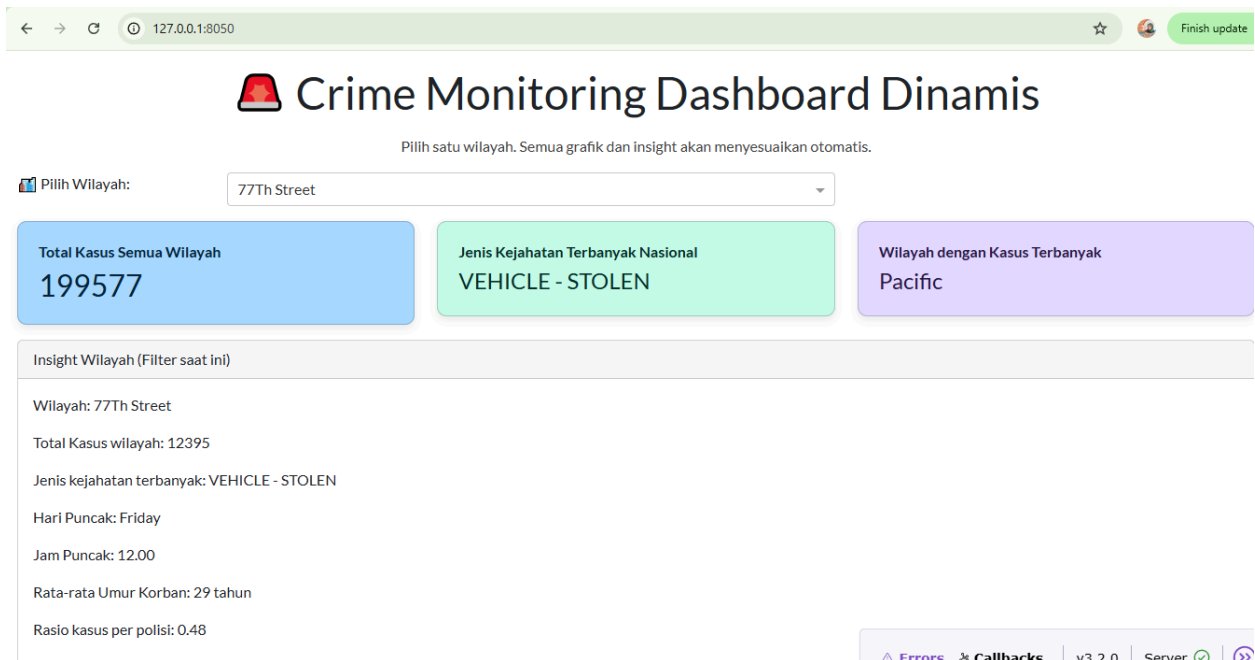 127.0.0.1:8050
Finish update
Crime Monitoring Dashboard Dinamis
Pilih satu wilayah. Semua grafik dan insight akan menyesuaikan otomatis.
Pilih Wilayah:
77Th Street
Total Kasus Semua Wilayah
199577
Jenis Kejahatan Terbanyak Nasional
VEHICLE - STOLEN
Wilayah dengan Kasus Terbanyak
Pacific
Insight Wilayah (Filter saat ini)
Wilayah: 77Th Street
Total Kasus wilayah: 12395
Jenis kejahatan terbanyak: VEHICLE - STOLEN
Hari Puncak: Friday
Jam Puncak: 12.00
Rata-rata Umur Korban: 29 tahun
Rasio kasus per polisi: 0.48
Errors Callbacks v3.2.0 Server